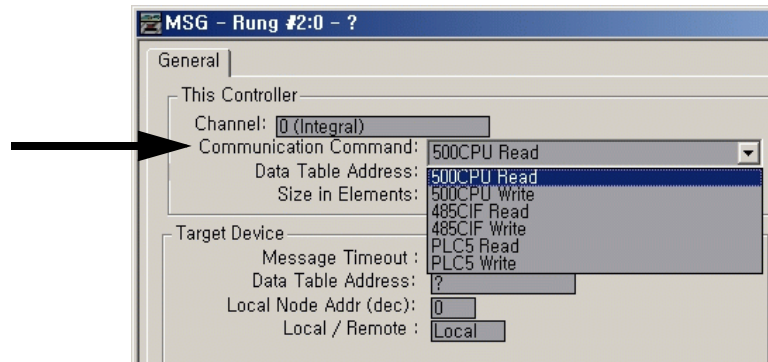 MSG - Rung #2:0 - ?
General
This Controller
Channel: 0 (Integral)
Communication Command: 500CPU Read
Data Table Address: 500CPU Read
Size in Elements: 500CPU Write
485CIF Read
485CIF Write
PLC5 Read
PLC5 Write
Target Device
Message Timeout :
Data Table Address: ?
Local Node Addr (dec): 0
Local / Remote : Local